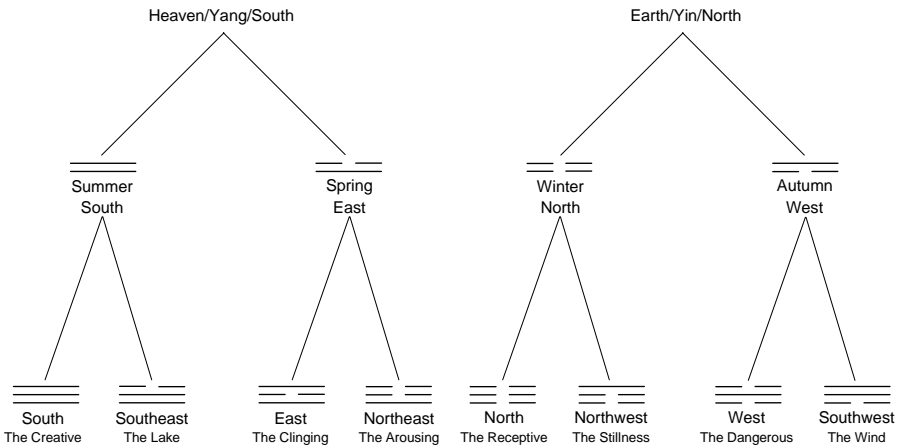 Heaven/Yang/South
Earth/Yin/North
Summer
South
Spring
East
Winter
North
Autumn
West
South
The Creative
Southeast
The Lake
East
The Clinging
Northeast
The Arousing
North
The Receptive
Northwest
The Stillness
West
The Dangerous
Southwest
The Wind